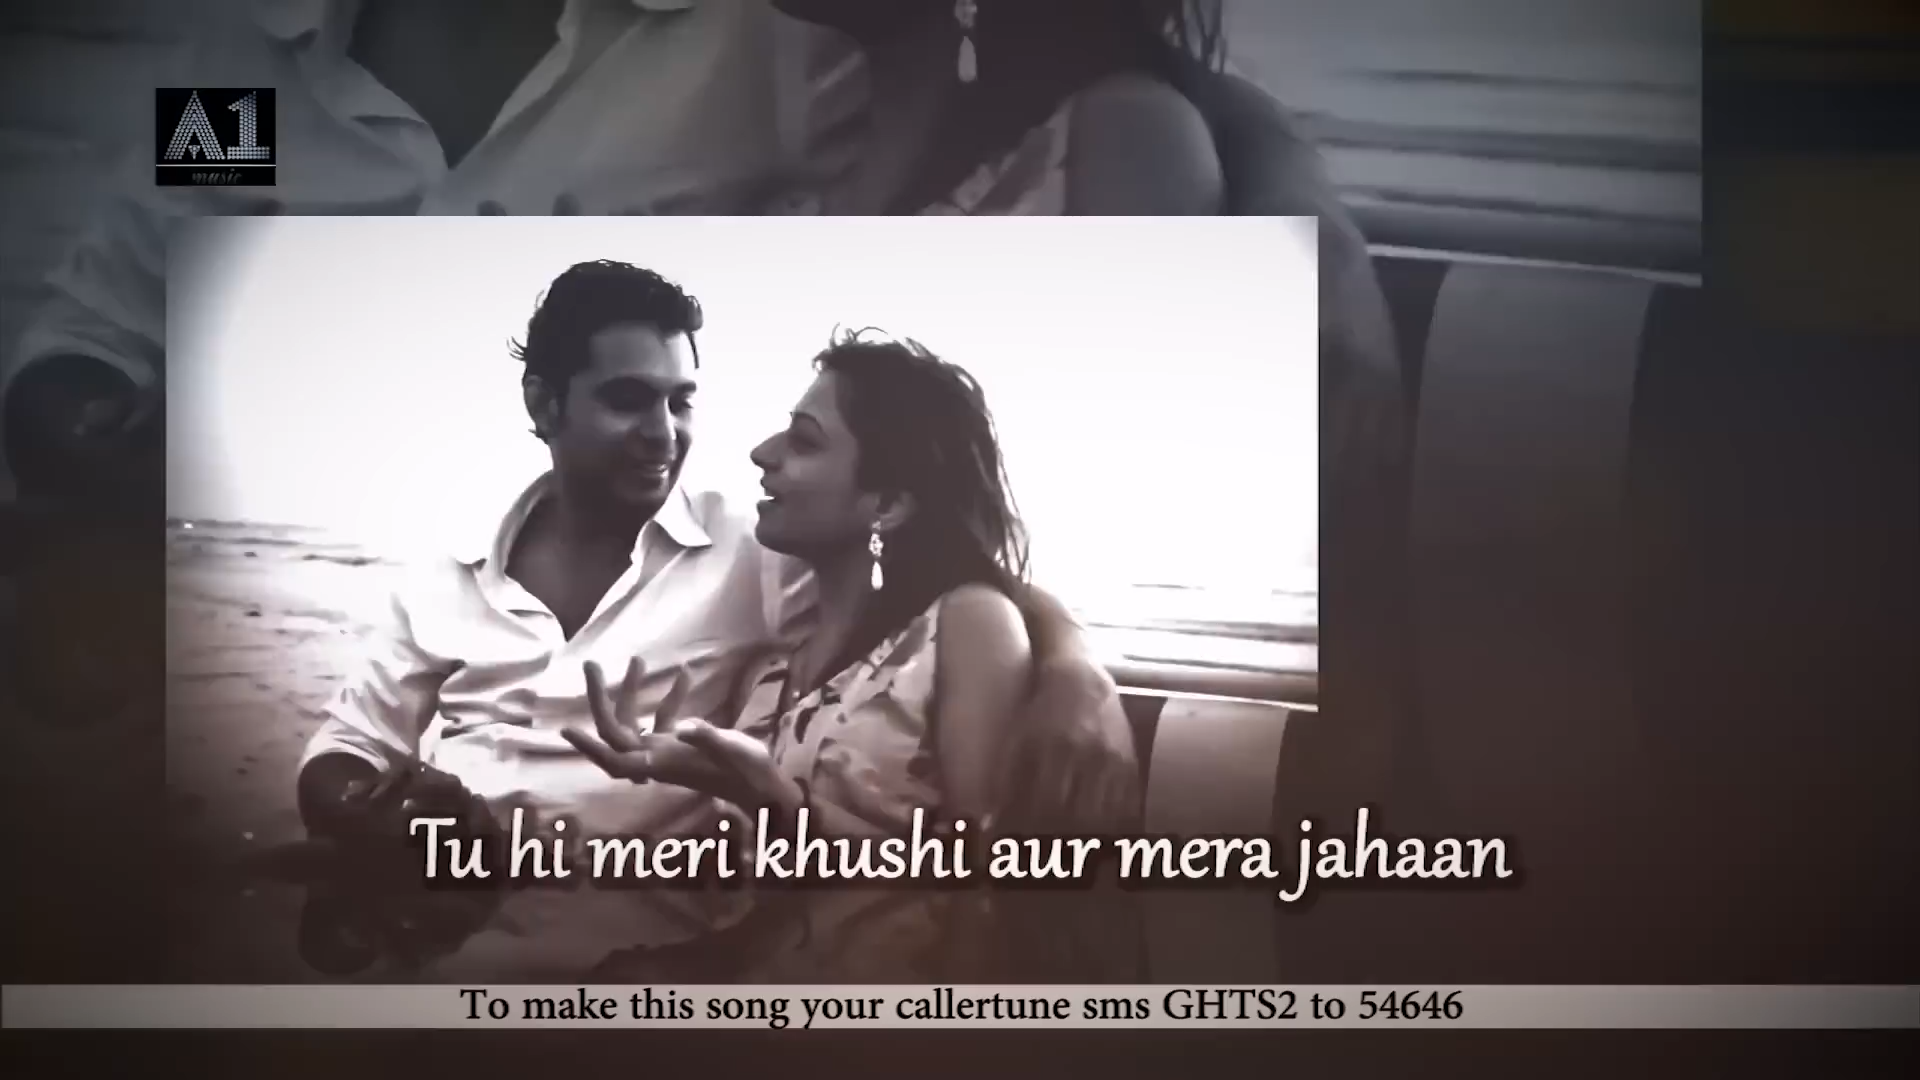 A1
music
Tu hi meri khushi aur mera jahaan
To make this song your callertune sms GHTS2 to 54646